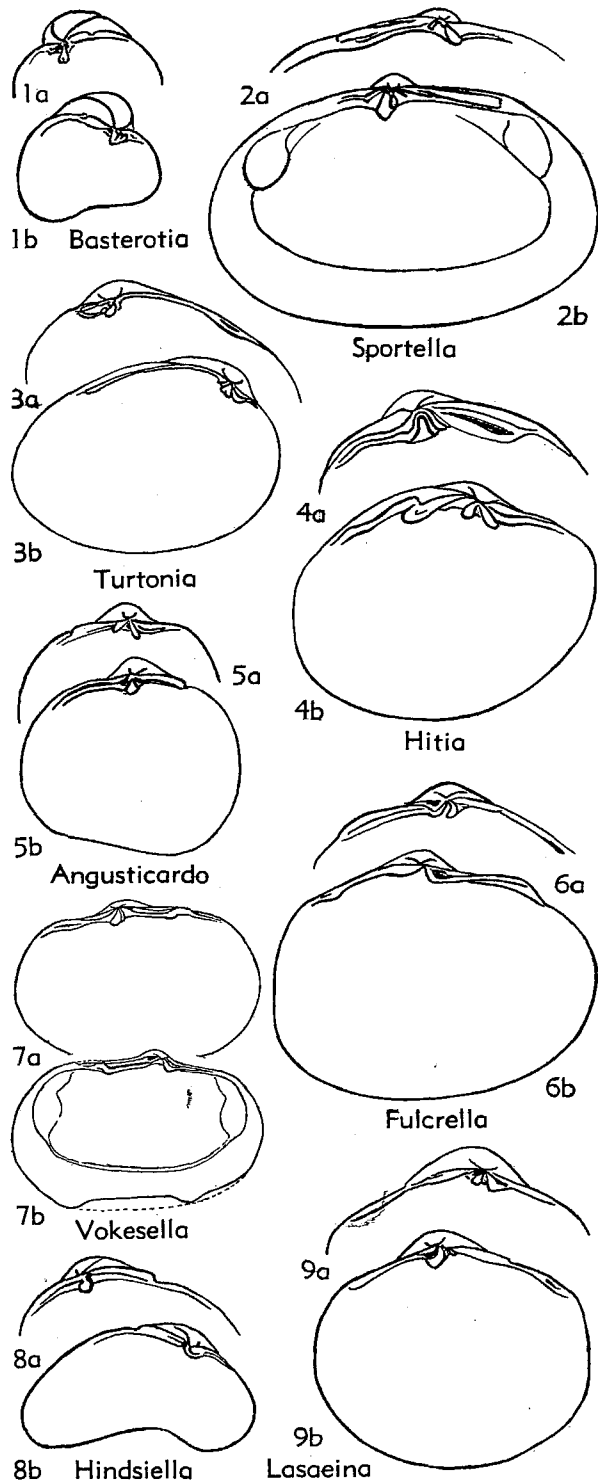 1a
2a
1b Basterotia
2b
Sportella
3a
4a
3b
Turtonia
5a
4b
Hitia
5b
Angusticardo
6a
7a
6b
Fulcrella
7b
Vokesella
9a
8a
9b
8b Hindsiella
Lasaeina